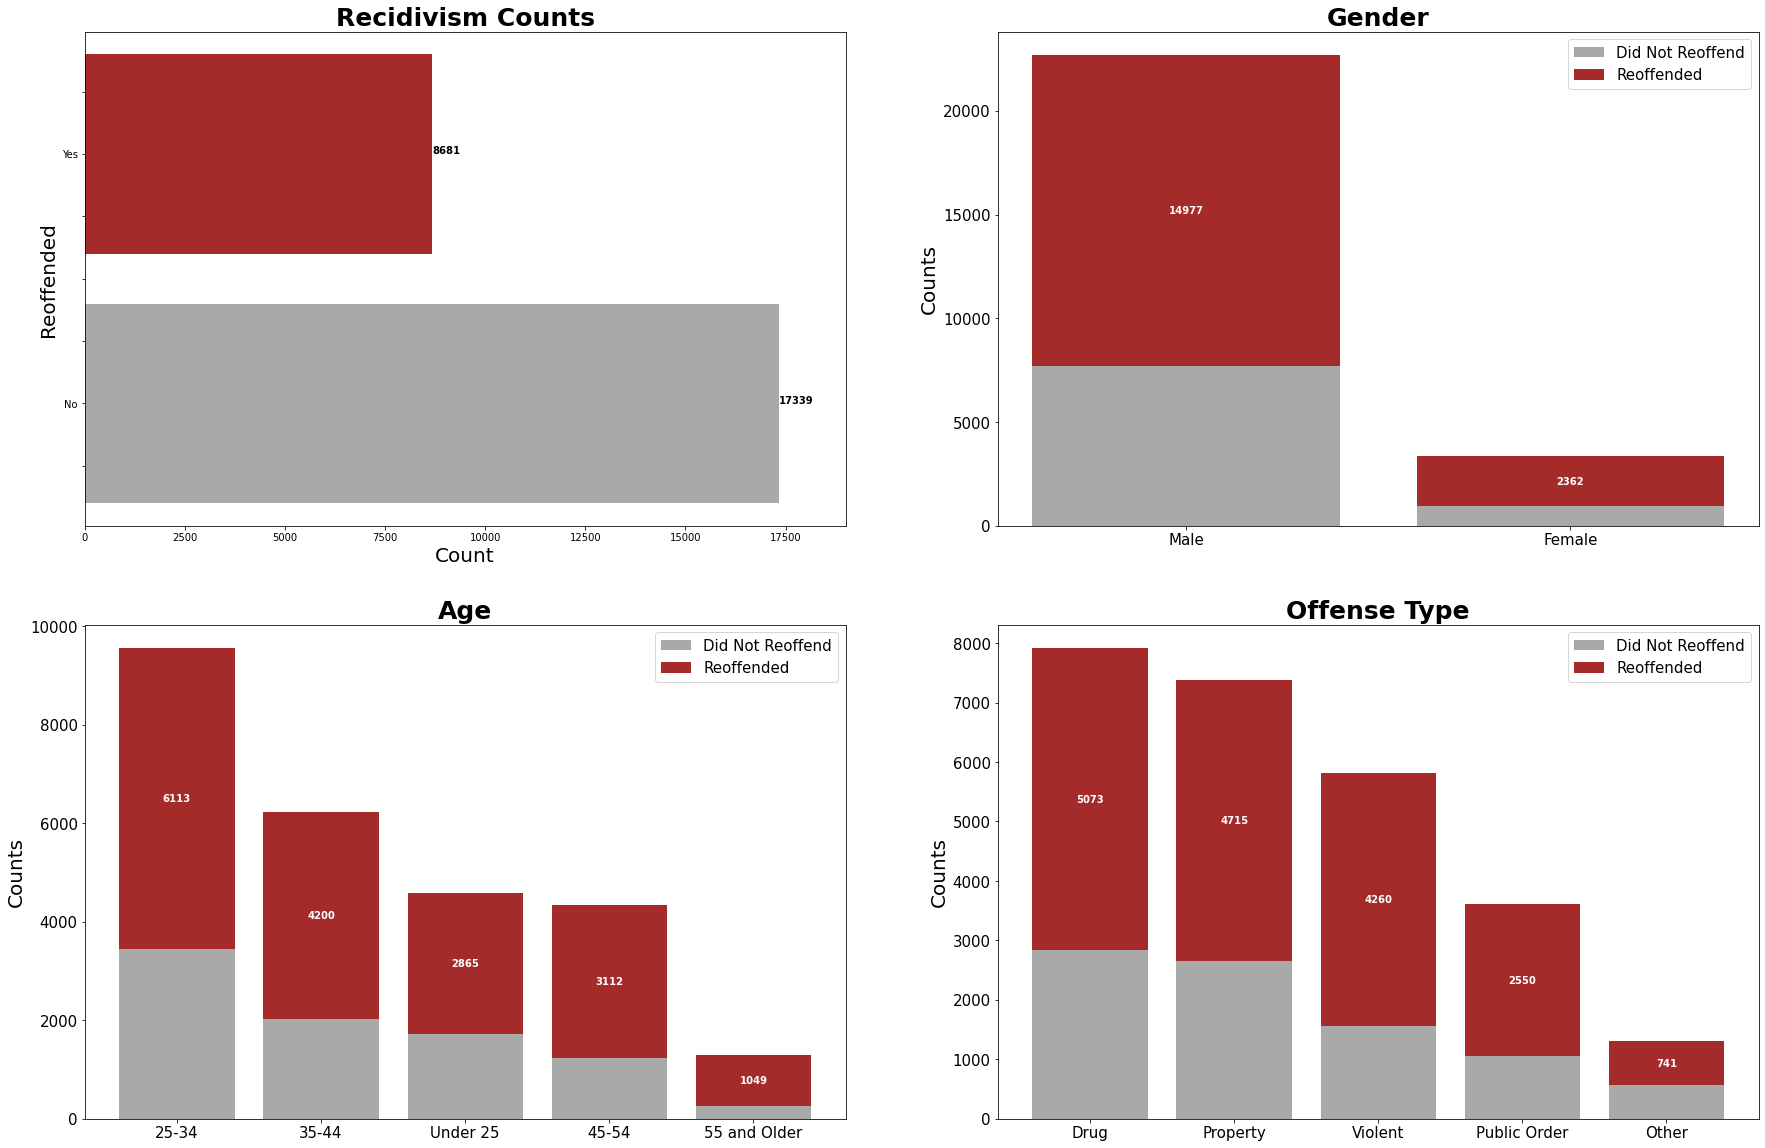 Recidivism Counts
Reoffended
Yes
No
8681
17339
0 2500 5000 7500 10000 12500 15000 17500
Count
Gender
Counts
20000
15000
10000
5000
0
Did Not Reoffend
Reoffended
14977
2362
Male Female
Age
Counts
10000
8000
6000
4000
2000
0
Did Not Reoffend
Reoffended
6113
4200
2865
3112
1049
25-34 35-44 Under 25 45-54 55 and Older
Offense Type
Counts
8000
7000
6000
5000
4000
3000
2000
1000
0
Did Not Reoffend
Reoffended
5073
4715
4260
2550
741
Drug Property Violent Public Order Other